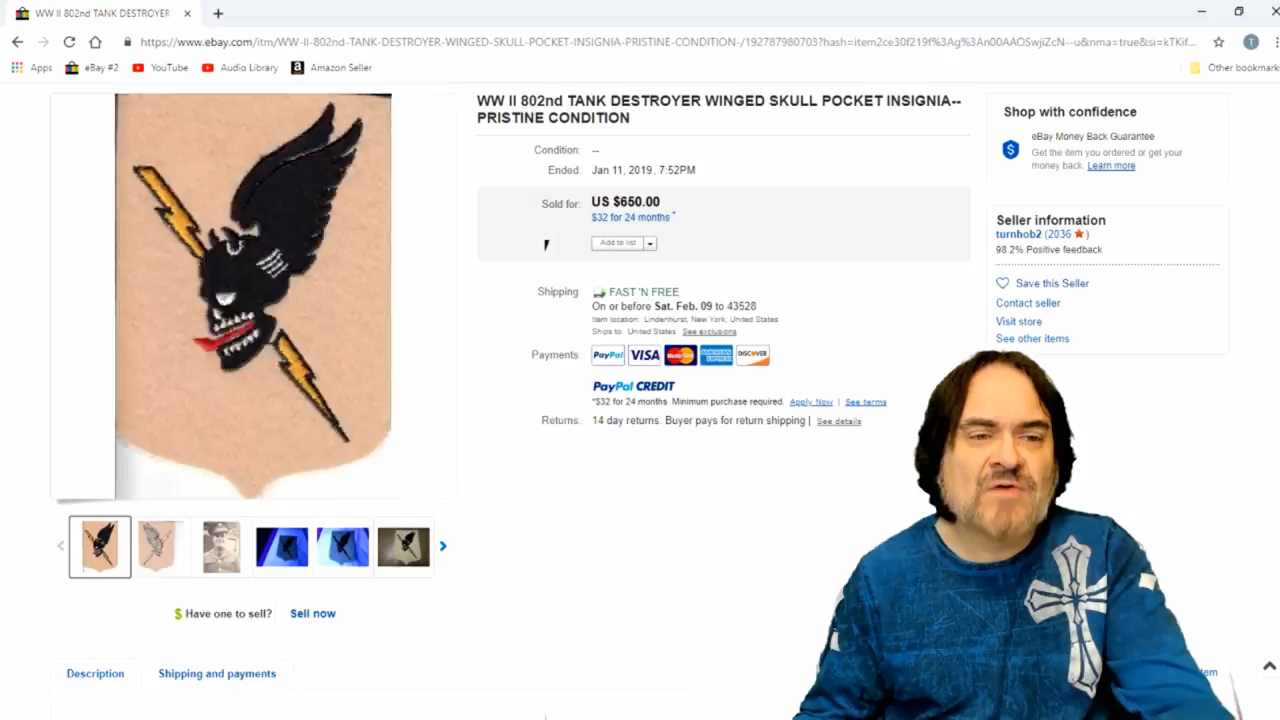 WW II 802nd TANK DESTROYER
https://www.ebay.com/itm/WW-II-802nd-TANK-DESTROYER-WINGED-SKULL-POCKET-INSIGNIA-PRISTINE-CONDITION-/192787980703?hash=item2ce30f219f%3Ag%3An00AAOSwjiZcN--u&nma=true&si=kTKif...
Apps eBay #2 YouTube Audio Library Amazon Seller Other bookmarks
WW II 802nd TANK DESTROYER WINGED SKULL POCKET INSIGNIA--
PRISTINE CONDITION
Condition: --
Ended: Jan 11, 2019, 7:52PM
Sold for: US $650.00
$32 for 24 months *
Add to list
Shipping: FAST 'N FREE
On or before Sat. Feb. 09 to 43528
Item location: Lindenhurst, New York, United States
Ships to: United States See exclusions
Payments: PayPal VISA MasterCard AMERICAN EXPRESS DISCOVER
PayPal CREDIT
*$32 for 24 months Minimum purchase required. Apply Now | See terms
Returns: 14 day returns. Buyer pays for return shipping | See details
Shop with confidence
eBay Money Back Guarantee
Get the item you ordered or get your
money back. Learn more
Seller information
turnhob2 (2036 )
98.2% Positive feedback
Save this Seller
Contact seller
Visit store
See other items
$ Have one to sell? Sell now
Description Shipping and payments